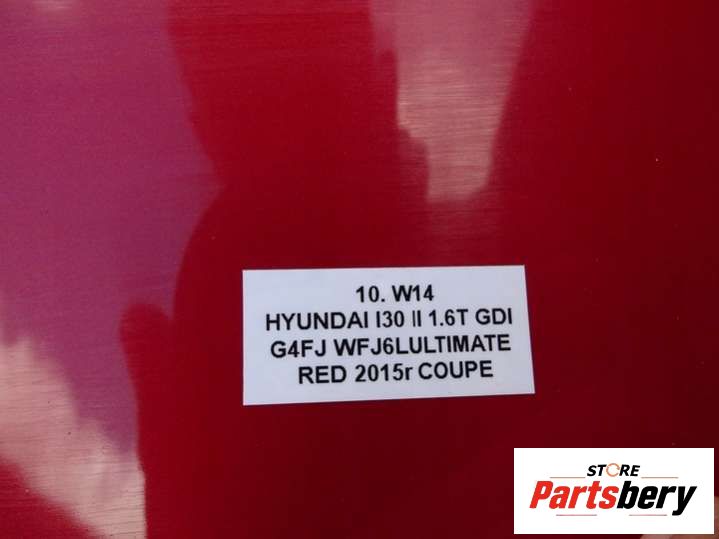 10. W14
HYUNDAI I30 II 1.6T GDI
G4FJ WFJ6LULTIMATE
RED 2015r COUPE
STORE
Partsbery